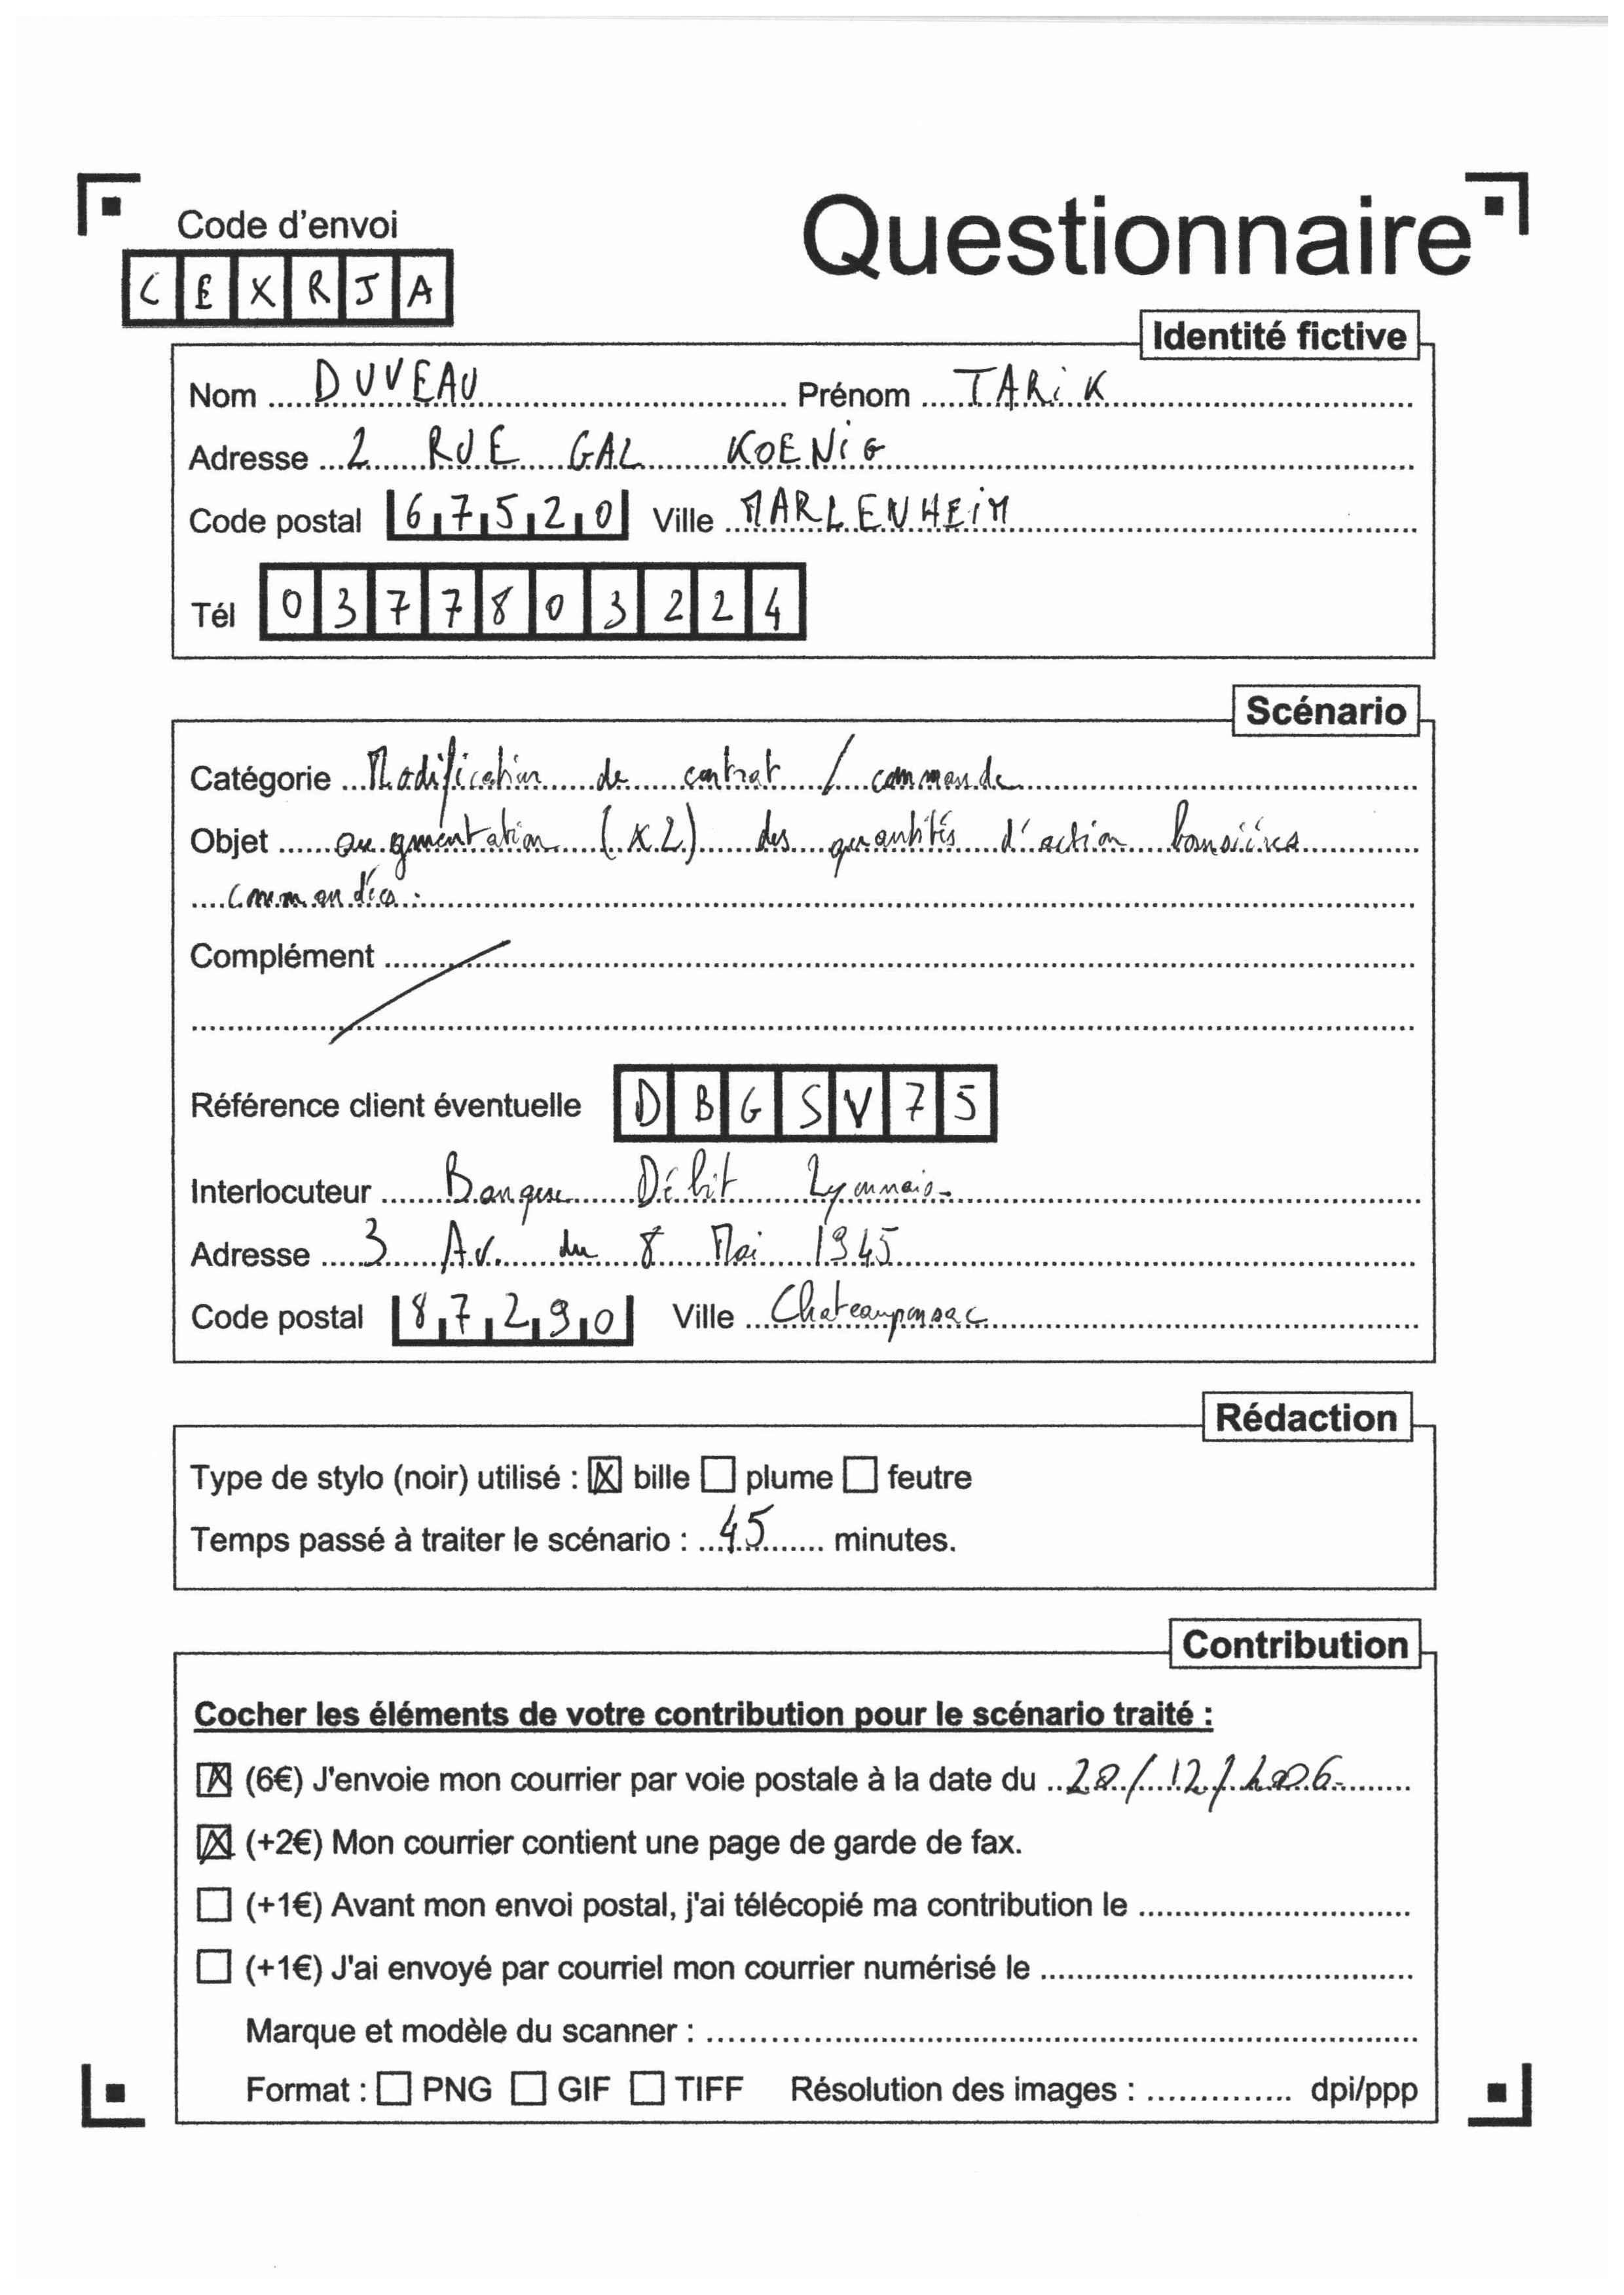 Code d'envoi
Questionnaire
C E X R J A
Identité fictive
Nom DUVEAU Prénom TARiK
Adresse 2 RUE GAL KOENiG
Code postal 67520 Ville MARLENHEiM
Tél 0377803224
Scénario
Catégorie Modification de contrat / commande
Objet augmentation (x2) des quantités d'action boursières
commandées.
Complément
Référence client éventuelle DBGSV75
Interlocuteur Banque Débit Lyonnais.
Adresse 3 Av. du 8 Mai 1945
Code postal 87290 Ville Chateauponsac
Rédaction
Type de stylo (noir) utilisé : bille plume feutre
Temps passé à traiter le scénario : 45 minutes.
Contribution
Cocher les éléments de votre contribution pour le scénario traité :
(6€) J'envoie mon courrier par voie postale à la date du 28/12/2006.
(+2€) Mon courrier contient une page de garde de fax.
(+1€) Avant mon envoi postal, j'ai télécopié ma contribution le
(+1€) J'ai envoyé par courriel mon courrier numérisé le
Marque et modèle du scanner :
Format : PNG GIF TIFF Résolution des images : dpi/ppp